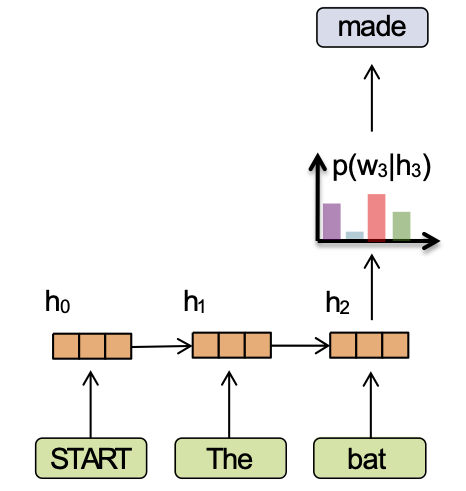 made
p(w₃|h₃)
h₀ h₁ h₂
START The bat